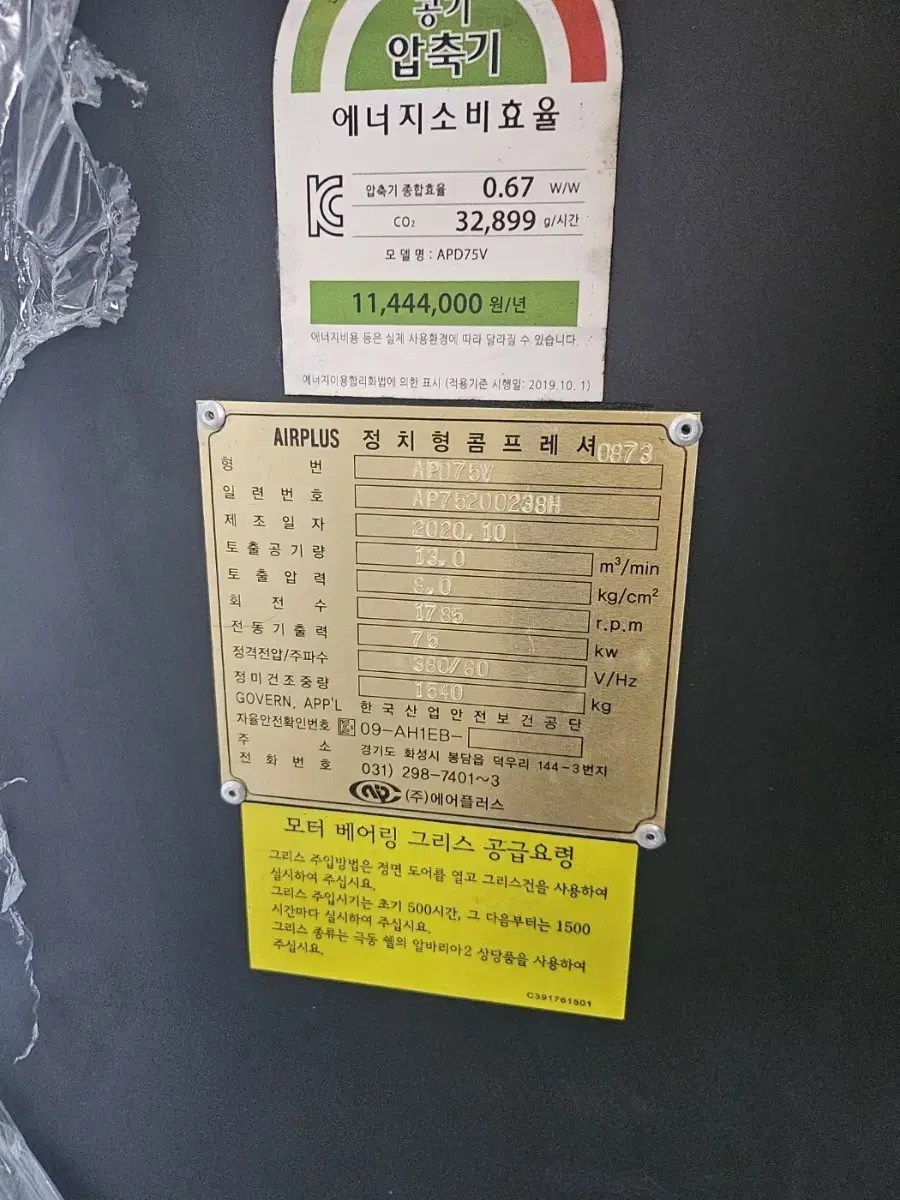 공기
압축기
에너지소비효율
압축기 종합효율 0.67 W/W
CO₂ 32,899 g/시간
모델명 : APD75V
11,444,000 원/년
에너지비용 등은 실제 사용환경에 따라 달라질 수 있습니다.
에너지이용합리화법에 의한 표시 (적용기준 시행일: 2019.10. 1)
AIRPLUS 정치형콤프레셔 0873
형 번 APD75V
일련번호 AP75200238H
제조일자 2020.10
토출공기량 13.0 m³/min
토출압력 8.0 kg/cm²
회전수 1785 r.p.m
전동기출력 75 kw
정격전압/주파수 380/60 V/Hz
정미건조중량 1640 kg
GOVERN. APP'L 한국산업안전보건공단
자율안전확인번호 09-AH1EB-
주 소 경기도 화성시 봉담읍 덕우리 144-3번지
전화번호 031) 298-7401~3
(주)에어플러스
모터 베어링 그리스 공급요령
그리스 주입방법은 정면 도어를 열고 그리스건을 사용하여
실시하여 주십시요.
그리스 주입시기는 초기 500시간, 그 다음부터는 1500
시간마다 실시하여 주십시요.
그리스 종류는 극동 쉘의 알바리아2 상당품을 사용하여
주십시요.
C391761501